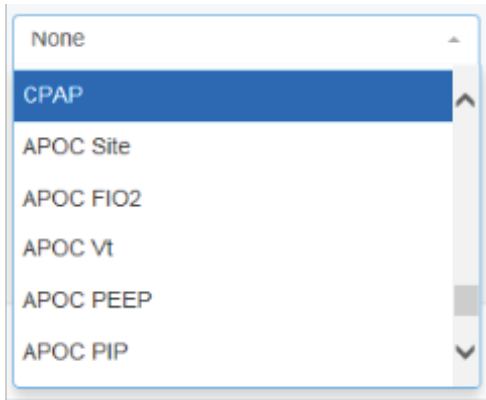 None
CPAP
APOC Site
APOC FIO2
APOC Vt
APOC PEEP
APOC PIP